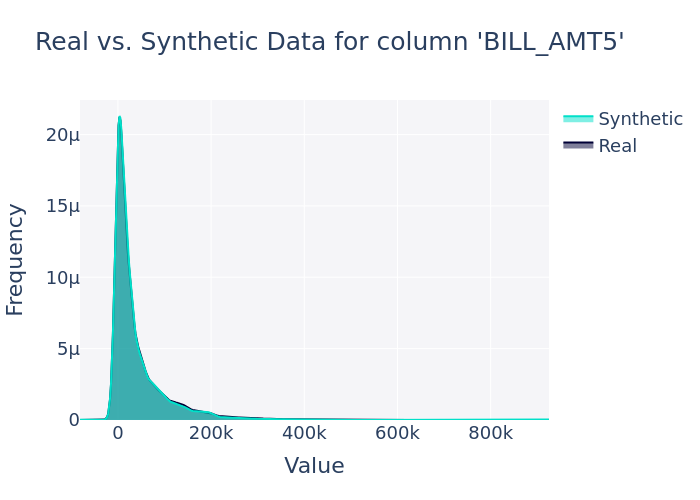 Real vs. Synthetic Data for column 'BILL_AMT5'
Synthetic
Real
20μ
15μ
10μ
5μ
0
Frequency
0
200k
400k
600k
800k
Value